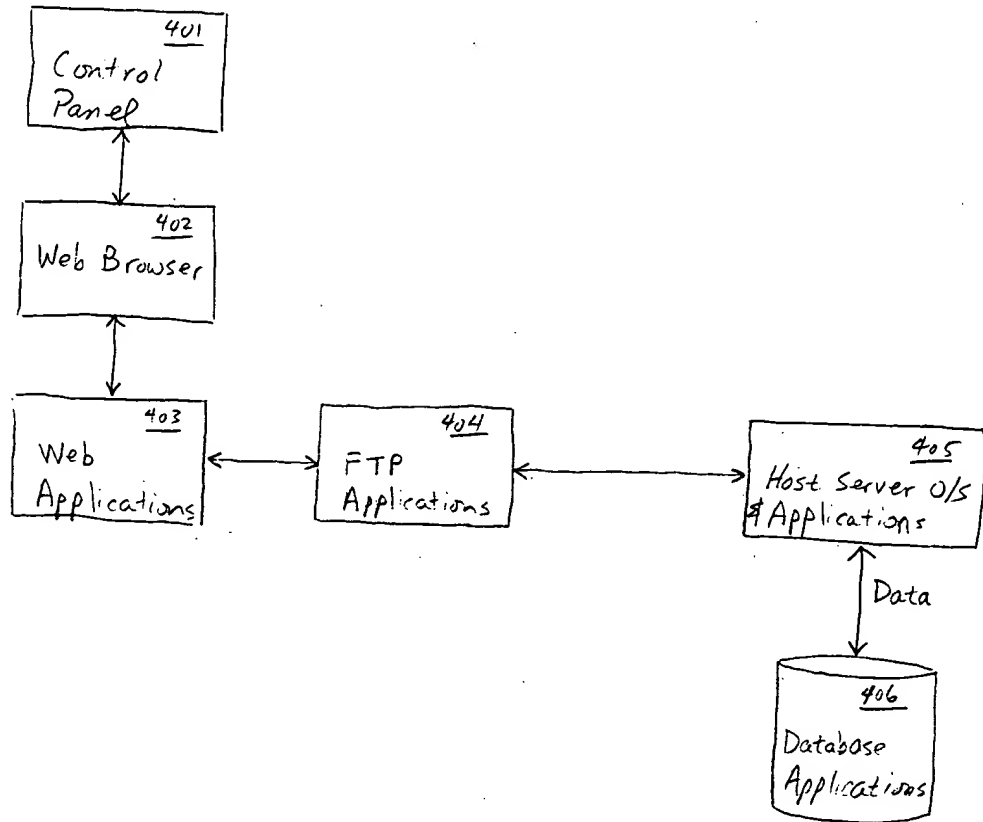 401
Control
Panel
402
Web Browser
403
Web
Applications
404
FTP
Applications
405
Host Server O/S
& Applications
Data
406
Database
Applications